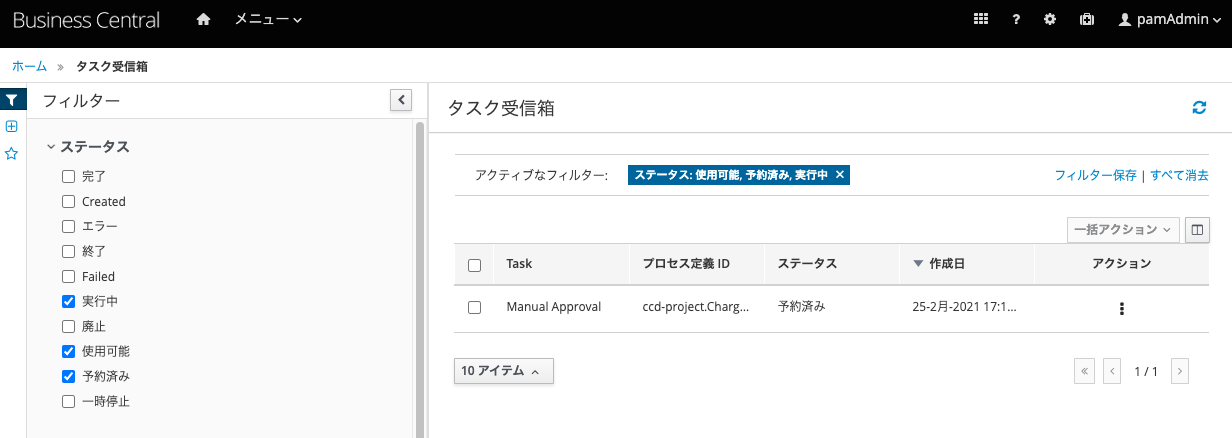 Business Central メニュー ? pamAdmin
ホーム » タスク受信箱
フィルター
ステータス
完了
Created
エラー
終了
Failed
実行中
廃止
使用可能
予約済み
一時停止
タスク受信箱
アクティブなフィルター: ステータス: 使用可能, 予約済み, 実行中 × フィルター保存 | すべて消去
一括アクション
Task プロセス定義 ID ステータス 作成日 アクション
Manual Approval ccd-project.Charg... 予約済み 25-2月-2021 17:1...
10 アイテム « ‹ 1 / 1 ›